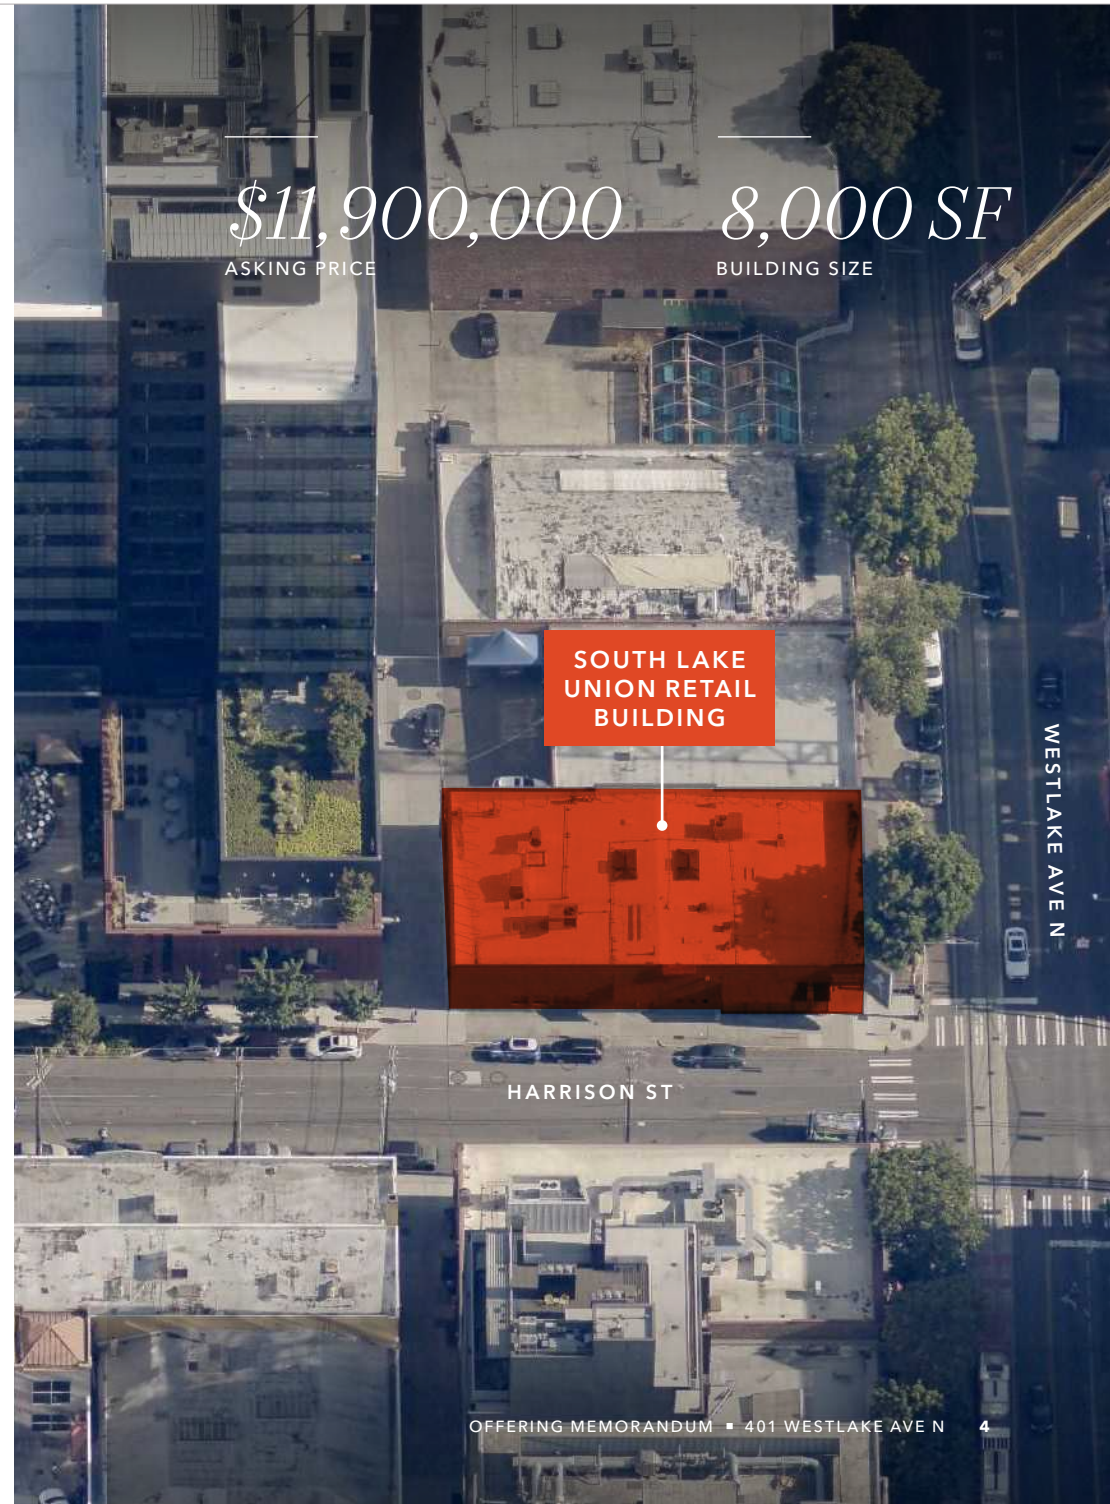 $11,900,000
ASKING PRICE
8,000 SF
BUILDING SIZE
SOUTH LAKE
UNION RETAIL
BUILDING
WESTLAKE AVE N
HARRISON ST
OFFERING MEMORANDUM ▪ 401 WESTLAKE AVE N 4